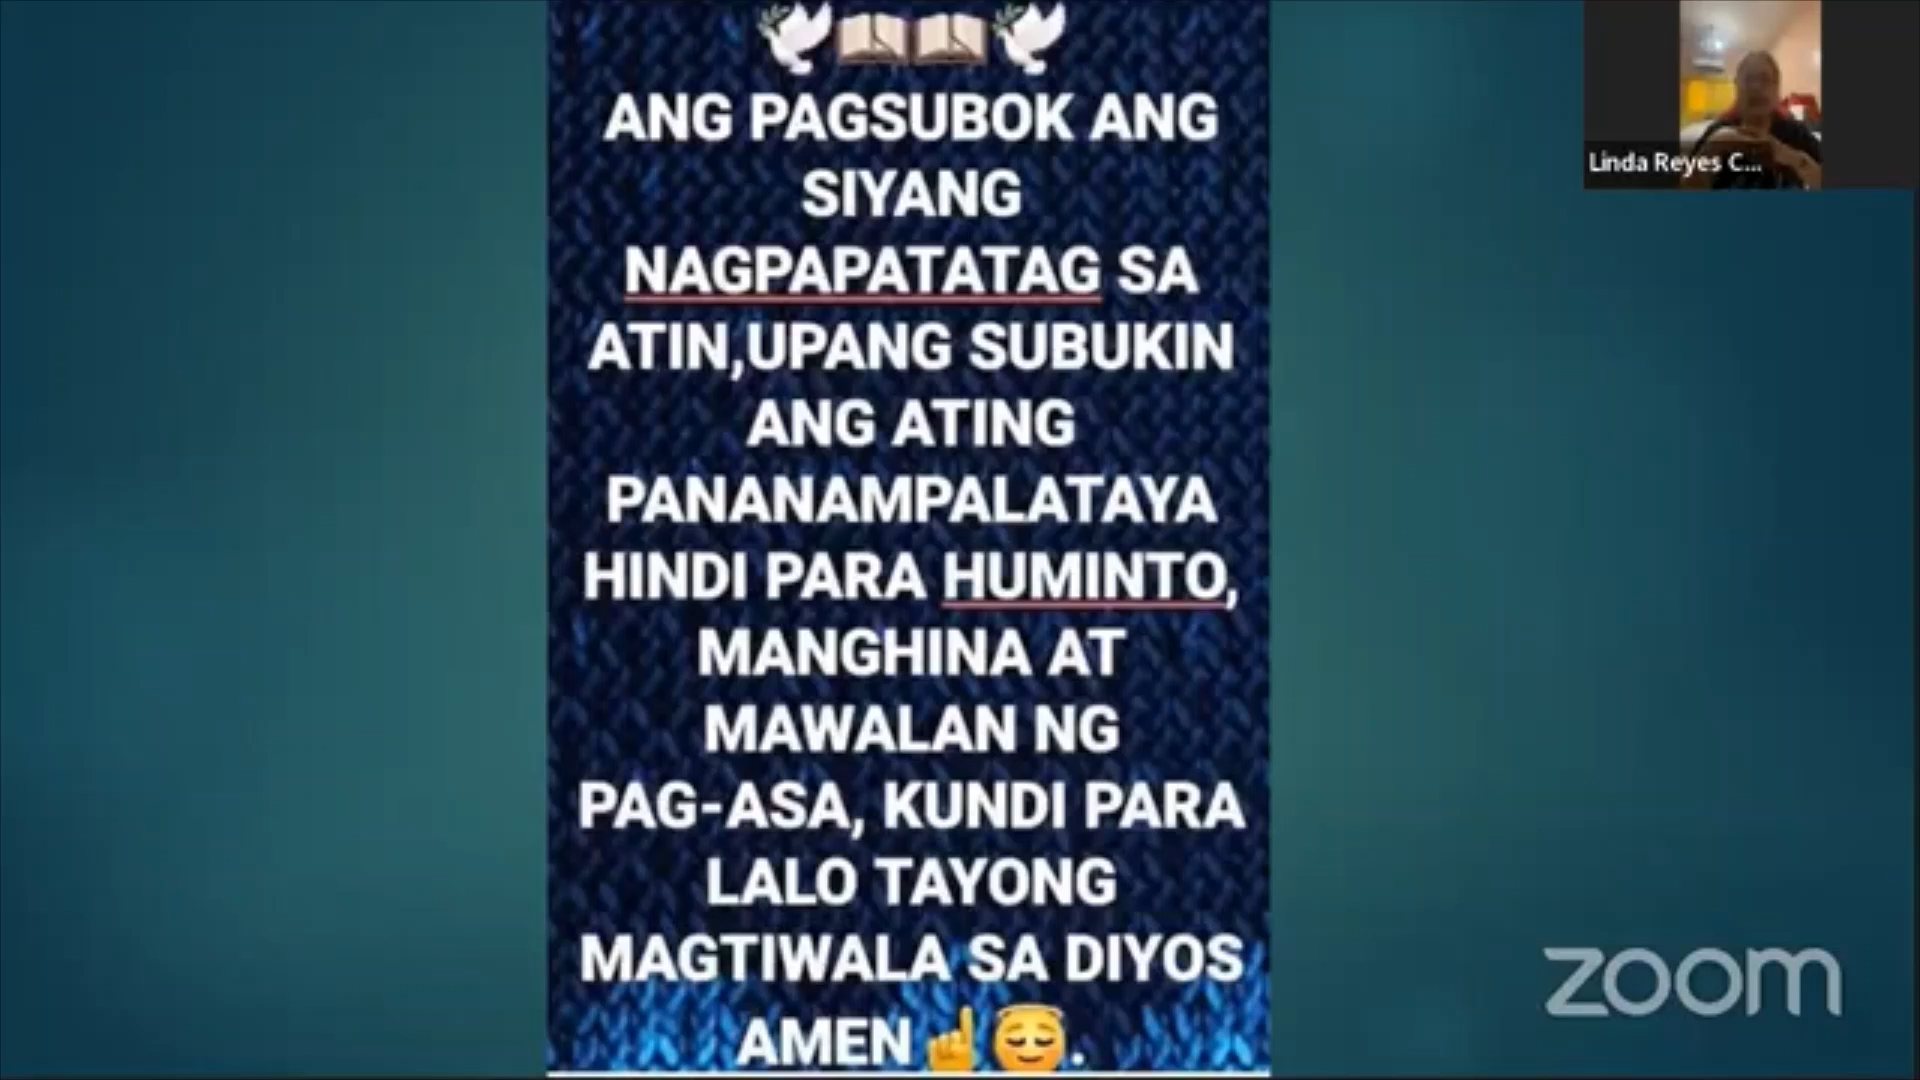 ANG PAGSUBOK ANG
SIYANG
NAGPAPATATAG SA
ATIN,UPANG SUBUKIN
ANG ATING
PANANAMPALATAYA
HINDI PARA HUMINTO,
MANGHINA AT
MAWALAN NG
PAG-ASA, KUNDI PARA
LALO TAYONG
MAGTIWALA SA DIYOS
AMEN☝😇.
Linda Reyes C...
zoom